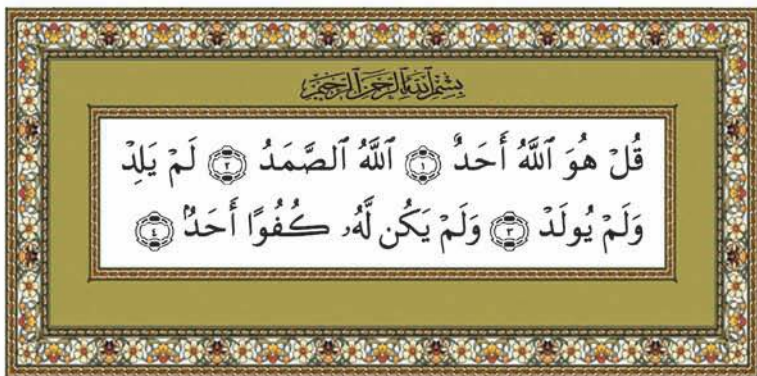 بِسْمِ ٱللَّهِ ٱلرَّحْمَٰنِ ٱلرَّحِيمِ
قُلْ هُوَ ٱللَّهُ أَحَدٌ ١ ٱللَّهُ ٱلصَّمَدُ ٢ لَمْ يَلِدْ
وَلَمْ يُولَدْ ٣ وَلَمْ يَكُن لَّهُۥ كُفُوًا أَحَدٌۢ ٤